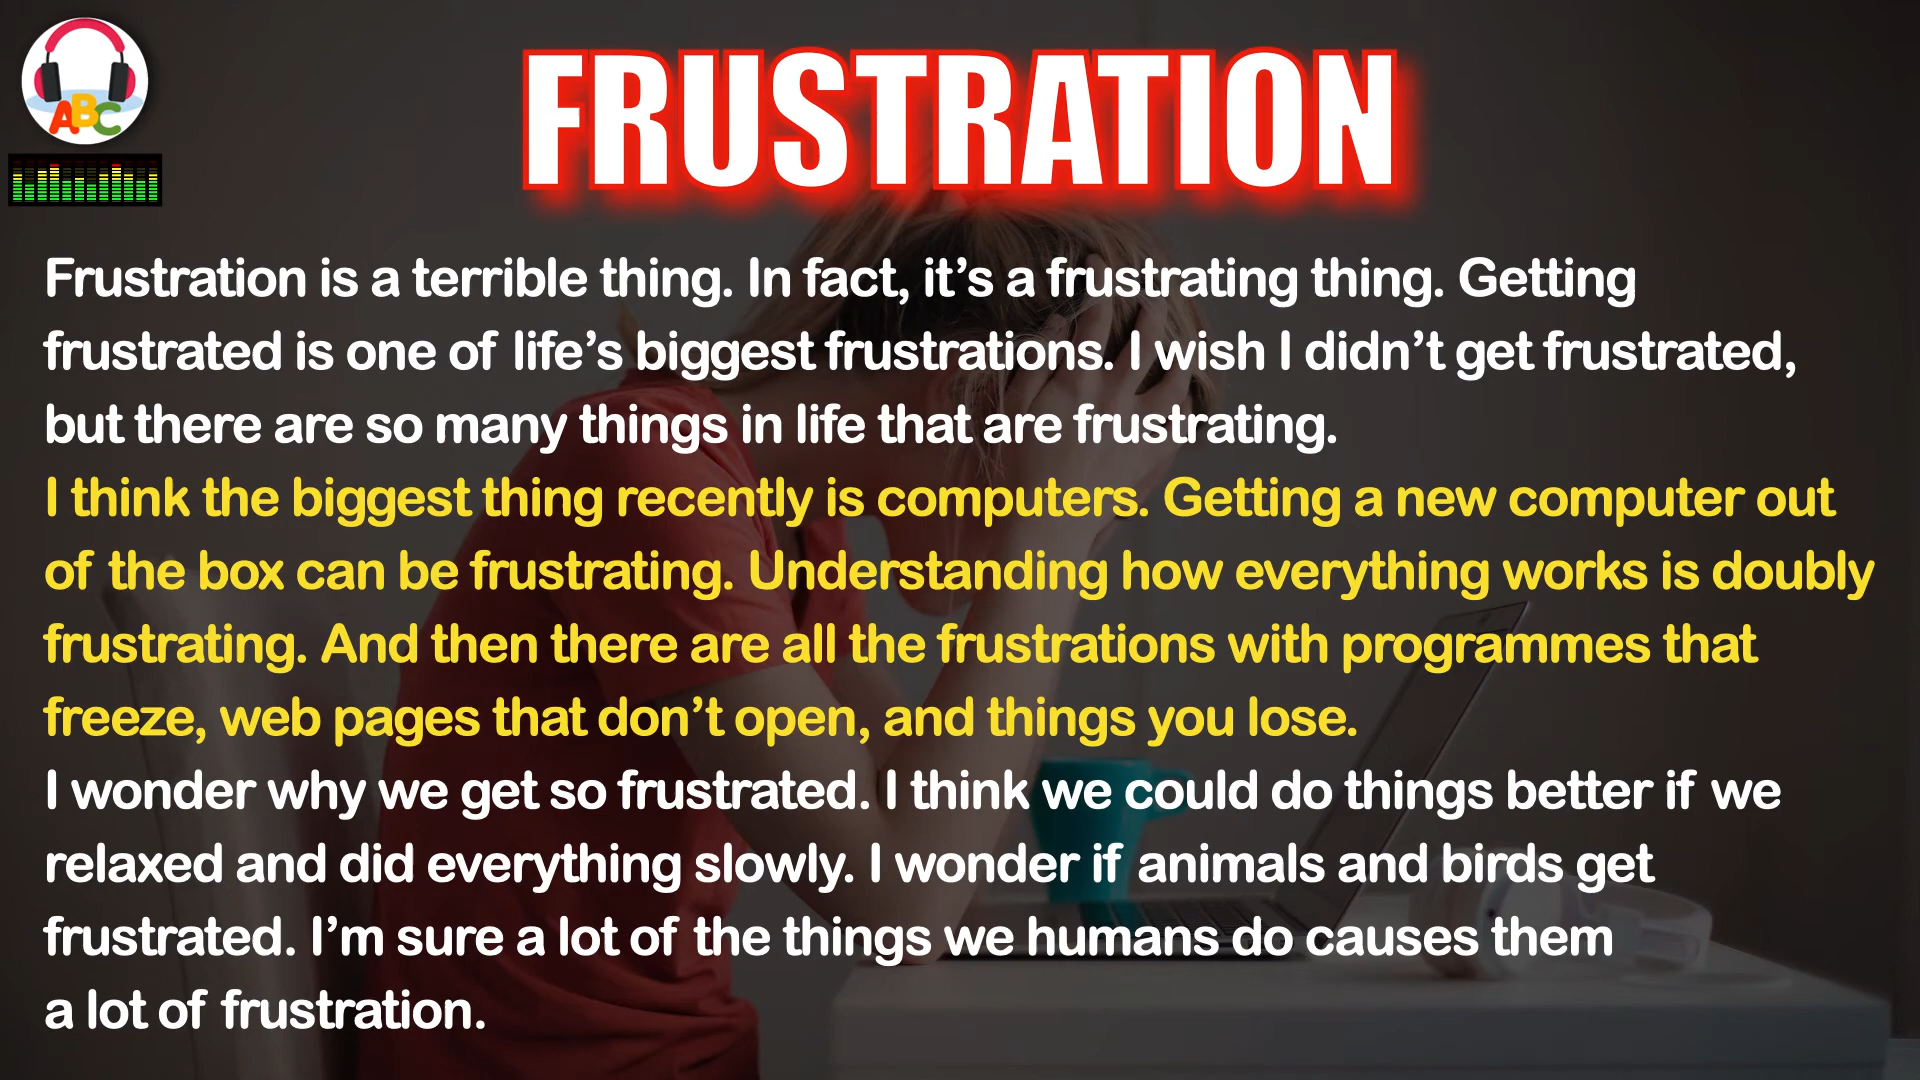 ABC
FRUSTRATION
Frustration is a terrible thing. In fact, it’s a frustrating thing. Getting
frustrated is one of life’s biggest frustrations. I wish I didn’t get frustrated,
but there are so many things in life that are frustrating.
I think the biggest thing recently is computers. Getting a new computer out
of the box can be frustrating. Understanding how everything works is doubly
frustrating. And then there are all the frustrations with programmes that
freeze, web pages that don’t open, and things you lose.
I wonder why we get so frustrated. I think we could do things better if we
relaxed and did everything slowly. I wonder if animals and birds get
frustrated. I’m sure a lot of the things we humans do causes them
a lot of frustration.